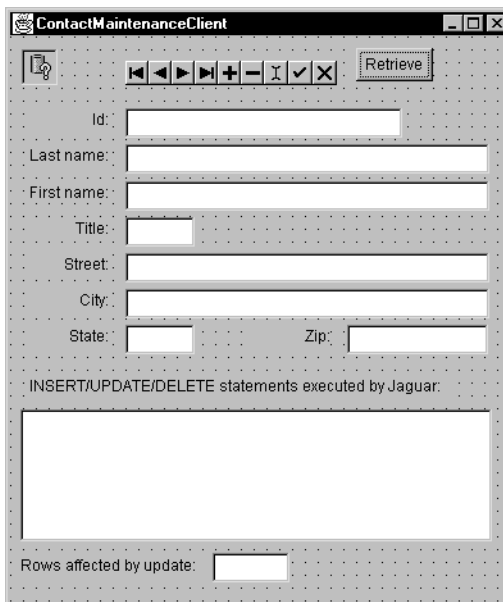 ContactMaintenanceClient
Retrieve
Id:
Last name:
First name:
Title:
Street:
City:
State: Zip:
INSERT/UPDATE/DELETE statements executed by Jaguar:
Rows affected by update: